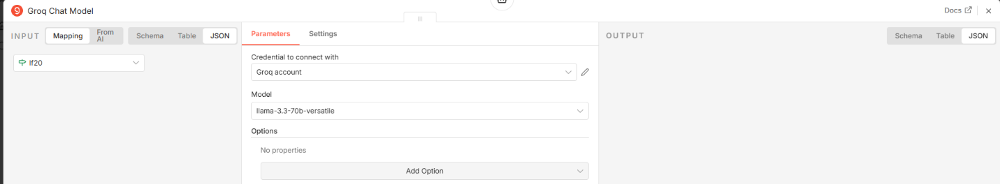 Groq Chat Model
Docs
INPUT
Mapping
From AI
Schema
Table
JSON
If20
Parameters
Settings
Credential to connect with
Groq account
Model
llama-3.3-70b-versatile
Options
No properties
Add Option
OUTPUT
Schema
Table
JSON